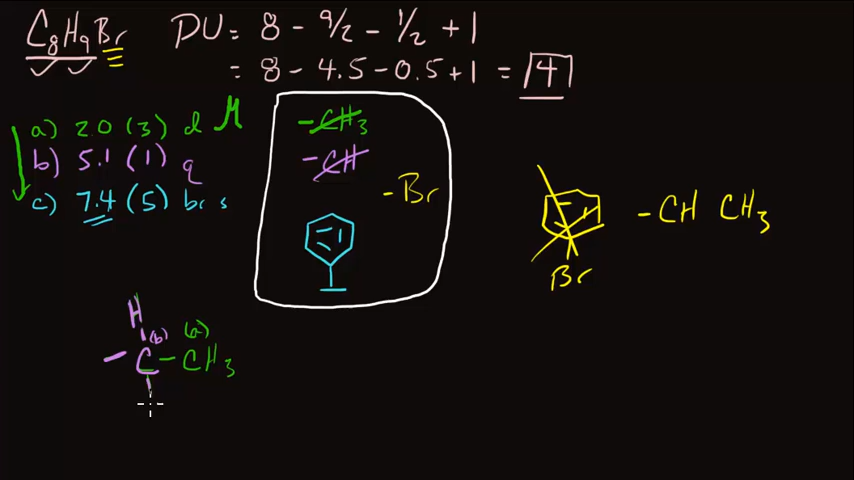 C8H9Br DU = 8 - 9/2 - 1/2 + 1
= 8 - 4.5 - 0.5 + 1 = 4
a) 2.0 (3) d
b) 5.1 (1) q
c) 7.4 (5) br s
-CH3
-CH
-Br
Br
-CH CH3
H
(b) (a)
- C - CH3